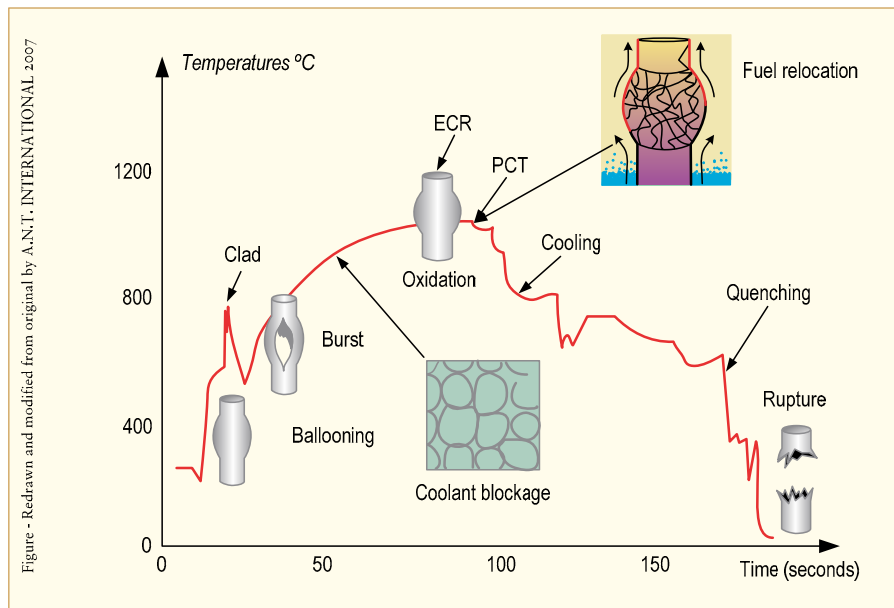 Figure - Redrawn and modified from original by A.N.T. INTERNATIONAL 2007
Temperatures ºC
Fuel relocation
ECR
PCT
1200
Clad
Cooling
Oxidation
800
Quenching
Burst
Rupture
400
Ballooning
Coolant blockage
0
0
50
100
150
Time (seconds)